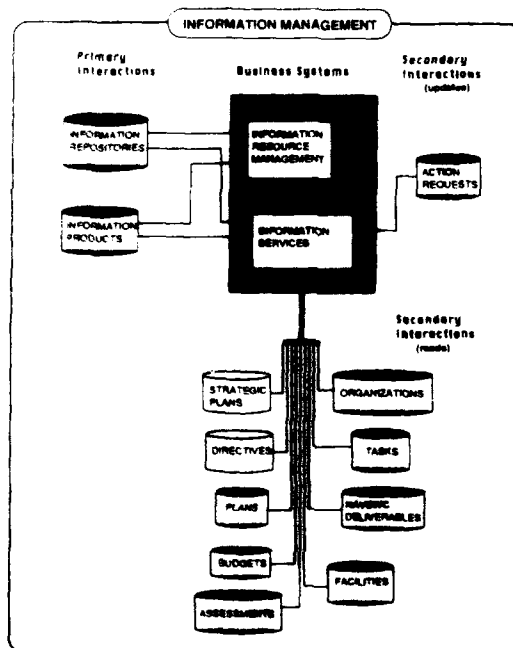 INFORMATION MANAGEMENT
Primary
Interactions
Business Systems
Secondary
Interactions
(updates)
INFORMATION
REPOSITORIES
INFORMATION
RESOURCE
MANAGEMENT
ACTION
REQUESTS
INFORMATION
PRODUCTS
INFORMATION
SERVICES
Secondary
Interactions
(reads)
STRATEGIC
PLANS
ORGANIZATIONS
DIRECTIVES
TASKS
PLANS
DELIVERABLES
BUDGETS
FACILITIES
ASSESSMENTS